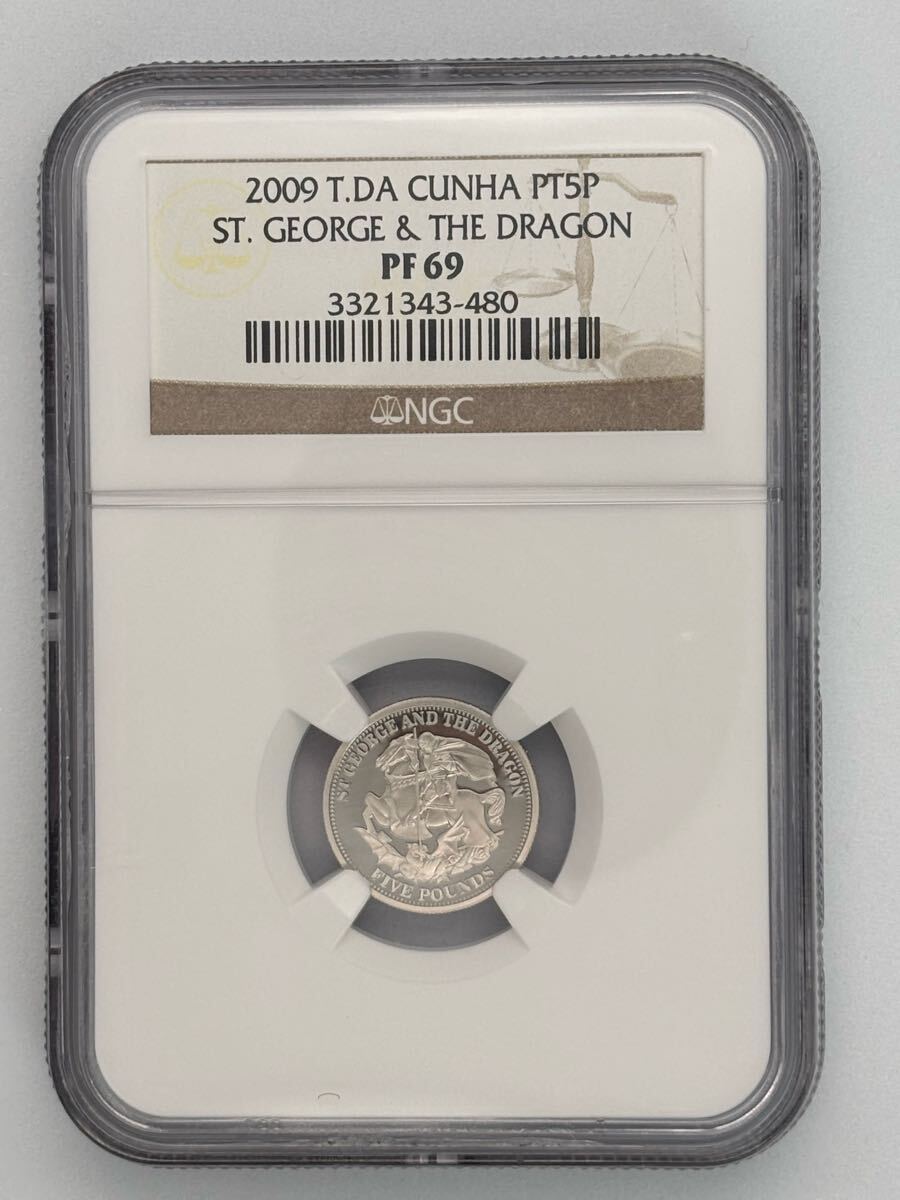 2009 T.DA CUNHA PT5P
ST. GEORGE & THE DRAGON
PF 69
3321343-480
NGC
ST GEORGE AND THE DRAGON
FIVE POUNDS